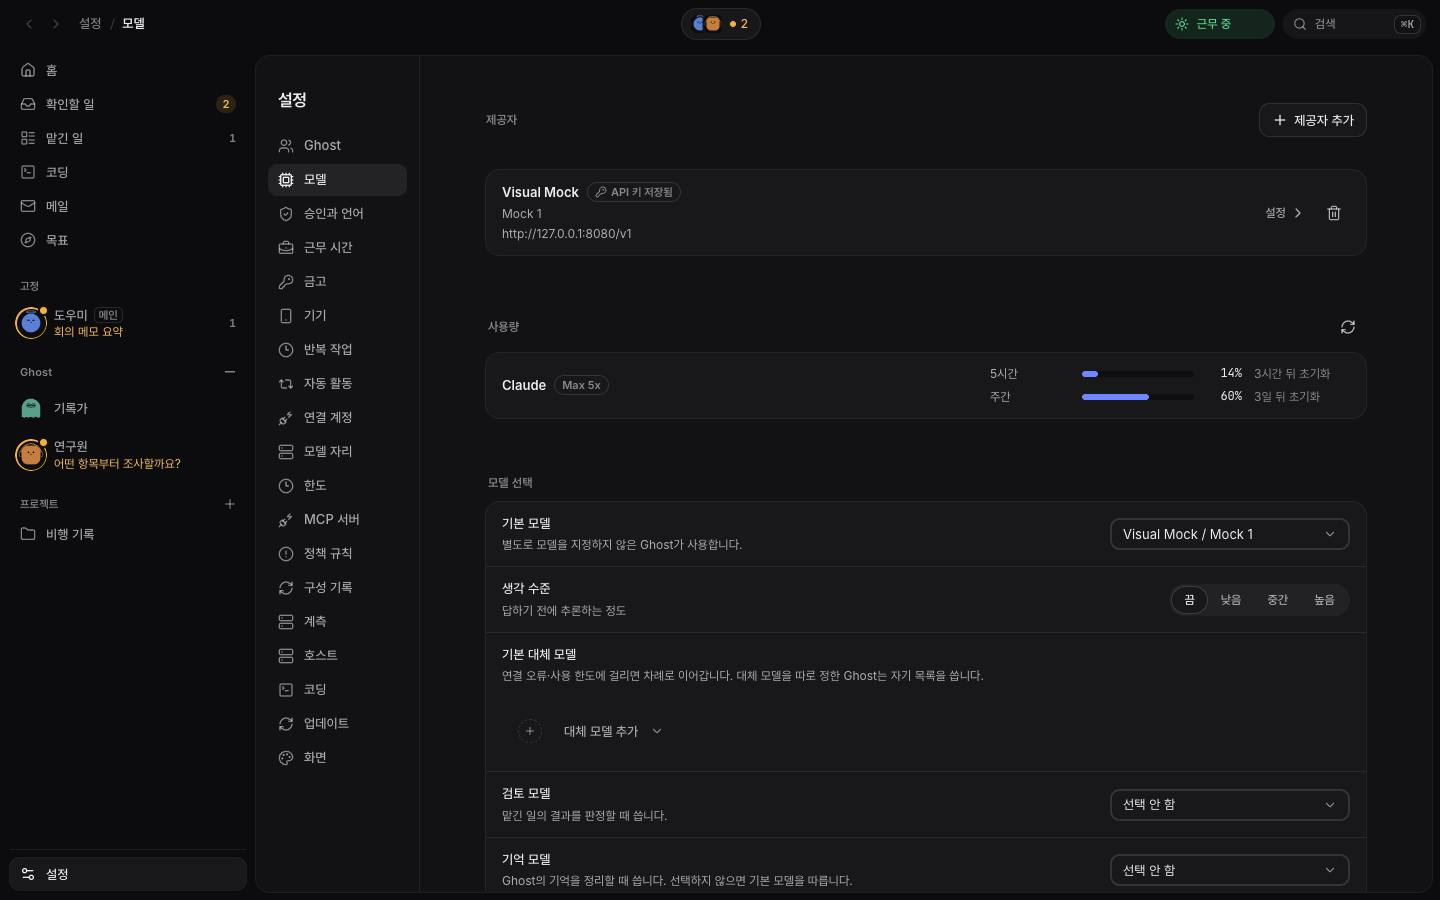 설정 / 모델
2
근무 중
검색
⌘K
홈
확인할 일
2
맡긴 일
1
코딩
메일
목표
고정
도우미
메인
회의 메모 요약
1
Ghost
기록가
연구원
어떤 항목부터 조사할까요?
프로젝트
비행 기록
설정
설정
Ghost
모델
승인과 언어
근무 시간
금고
기기
반복 작업
자동 활동
연결 계정
모델 자리
한도
MCP 서버
정책 규칙
구성 기록
계측
호스트
코딩
업데이트
화면
제공자
제공자 추가
Visual Mock
API 키 저장됨
Mock 1
http://127.0.0.1:8080/v1
설정
사용량
Claude
Max 5x
5시간
14%
3시간 뒤 초기화
주간
60%
3일 뒤 초기화
모델 선택
기본 모델
별도로 모델을 지정하지 않은 Ghost가 사용합니다.
Visual Mock / Mock 1
생각 수준
답하기 전에 추론하는 정도
끔
낮음
중간
높음
기본 대체 모델
연결 오류·사용 한도에 걸리면 차례로 이어갑니다. 대체 모델을 따로 정한 Ghost는 자기 목록을 씁니다.
대체 모델 추가
검토 모델
맡긴 일의 결과를 판정할 때 씁니다.
선택 안 함
기억 모델
Ghost의 기억을 정리할 때 씁니다. 선택하지 않으면 기본 모델을 따릅니다.
선택 안 함